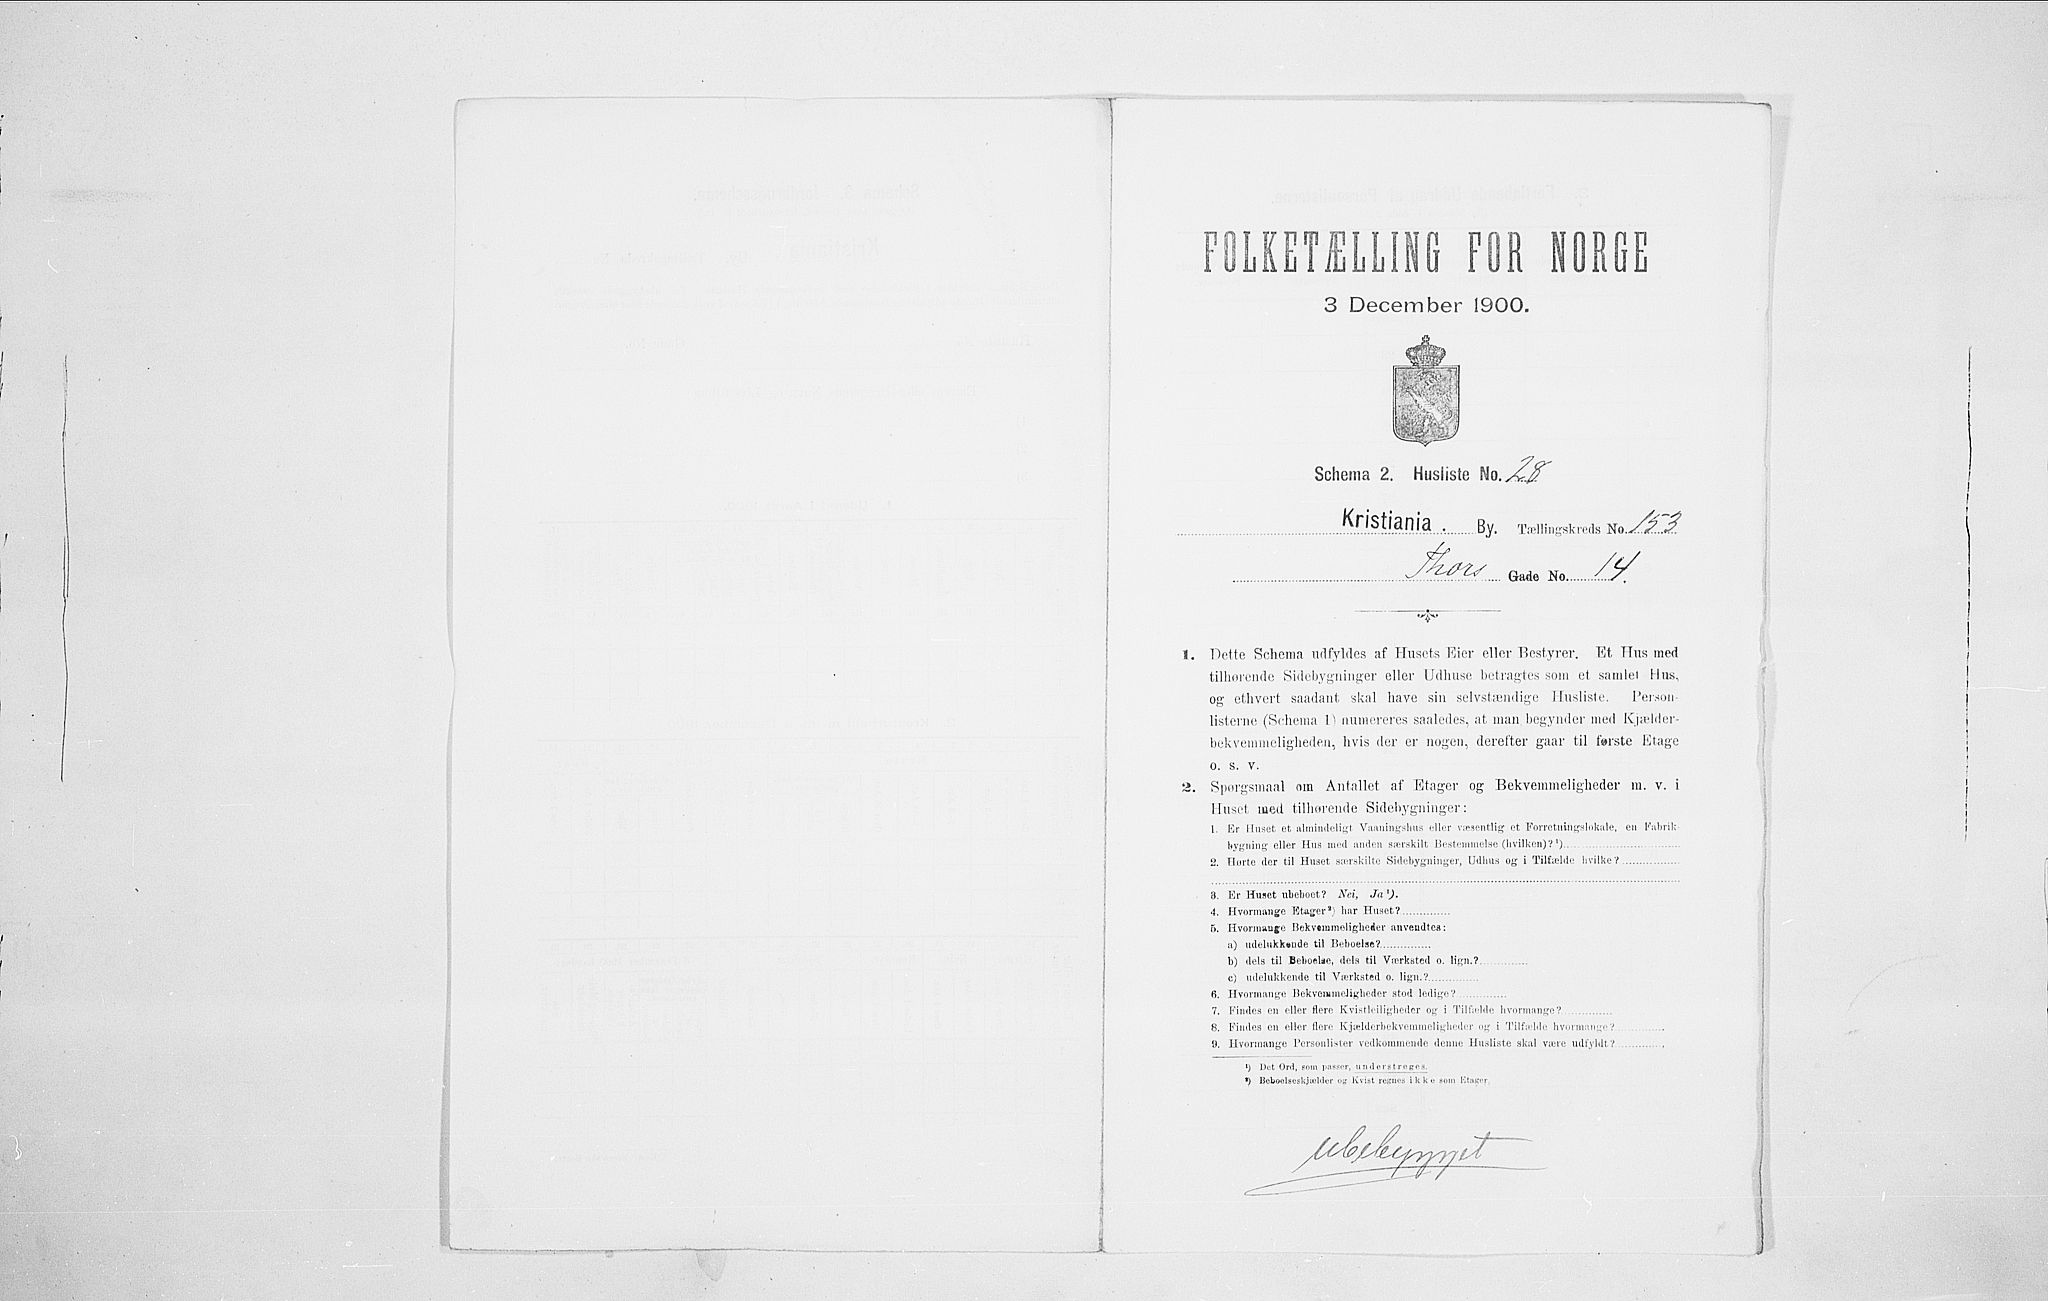 FOLKETÆLLING FOR NORGE
3 December 1900.
Schema 2. Husliste No. 28
Kristiania. By. Tællingskreds No. 153
Thors Gade No. 14.
1. Dette Schema udfyldes af Husets Eier eller Bestyrer. Et Hus med
tilhørende Sidebygninger eller Udhuse betragtes som et samlet Hus,
og ethvert saadant skal have sin selvstændige Husliste. Person-
listerne (Schema 1) numereres saaledes, at man begynder med Kjælder-
bekvemmeligheden, hvis der er nogen, derefter gaar til første Etage
o. s. v.
2. Spørgsmaal om Antallet af Etager og Bekvemmeligheder m. v. i
Huset med tilhørende Sidebygninger:
1. Er Huset et almindeligt Vaaningshus eller væsentlig et Forretningslokale, en Fabrik-
bygning eller Hus med anden særskilt Bestemmelse (hvilken)? ¹)
2. Hørte der til Huset særskilte Sidebygninger, Udhus og i Tilfælde hvilke?
3. Er Huset ubeboet? Nei, Ja ¹).
4. Hvormange Etager ²) har Huset?
5. Hvormange Bekvemmeligheder anvendtes:
a) udelukkende til Beboelse?
b) dels til Beboelse, dels til Værksted o. lign.?
c) udelukkende til Værksted o. lign.?
6. Hvormange Bekvemmeligheder stod ledige?
7. Findes en eller flere Kvistleiligheder og i Tilfælde hvormange?
8. Findes en eller flere Kjælderbekvemmeligheder og i Tilfælde hvormange?
9. Hvormange Personlister vedkommende denne Husliste skal være udfyldt?
¹) Det Ord, som passer, understreges.
²) Beboelseskjælder og Kvist regnes ikke som Etager.
ubebygget